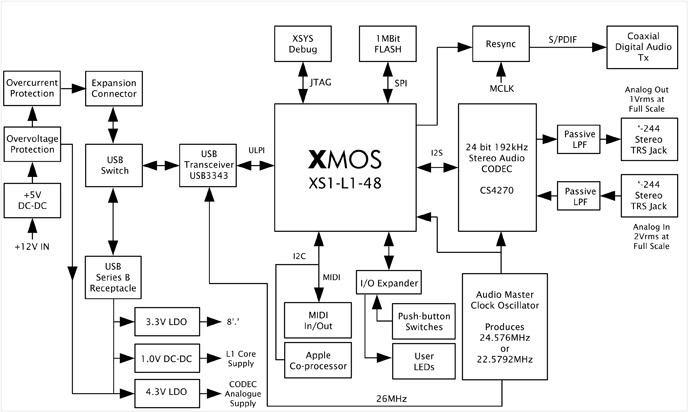 XSYS
Debug
1MBit
FLASH
Resync
S/PDIF
Coaxial
Digital Audio
Tx
JTAG
SPI
MCLK
Overcurrent
Protection
Expansion
Connector
Analog Out
1Vrms at
Full Scale
Overvoltage
Protection
USB
Switch
USB
Transceiver
USB3343
ULPI
XMOS
XS1-L1-48
I2S
24 bit 192kHz
Stereo Audio
CODEC
CS4270
Passive
LPF
"-244
Stereo
TRS Jack
+5V
DC-DC
Passive
LPF
"-244
Stereo
TRS Jack
+12V IN
Analog In
2Vrms at
Full Scale
USB
Series B
Receptacle
I2C
MIDI
I/O Expander
Audio Master
Clock Oscillator
Produces
24.576MHz
or
22.5792MHz
3.3V LDO
8'.'
MIDI
In/Out
Push-button
Switches
1.0V DC-DC
L1 Core
Supply
Apple
Co-processor
User
LEDs
4.3V LDO
CODEC
Analogue
Supply
26MHz